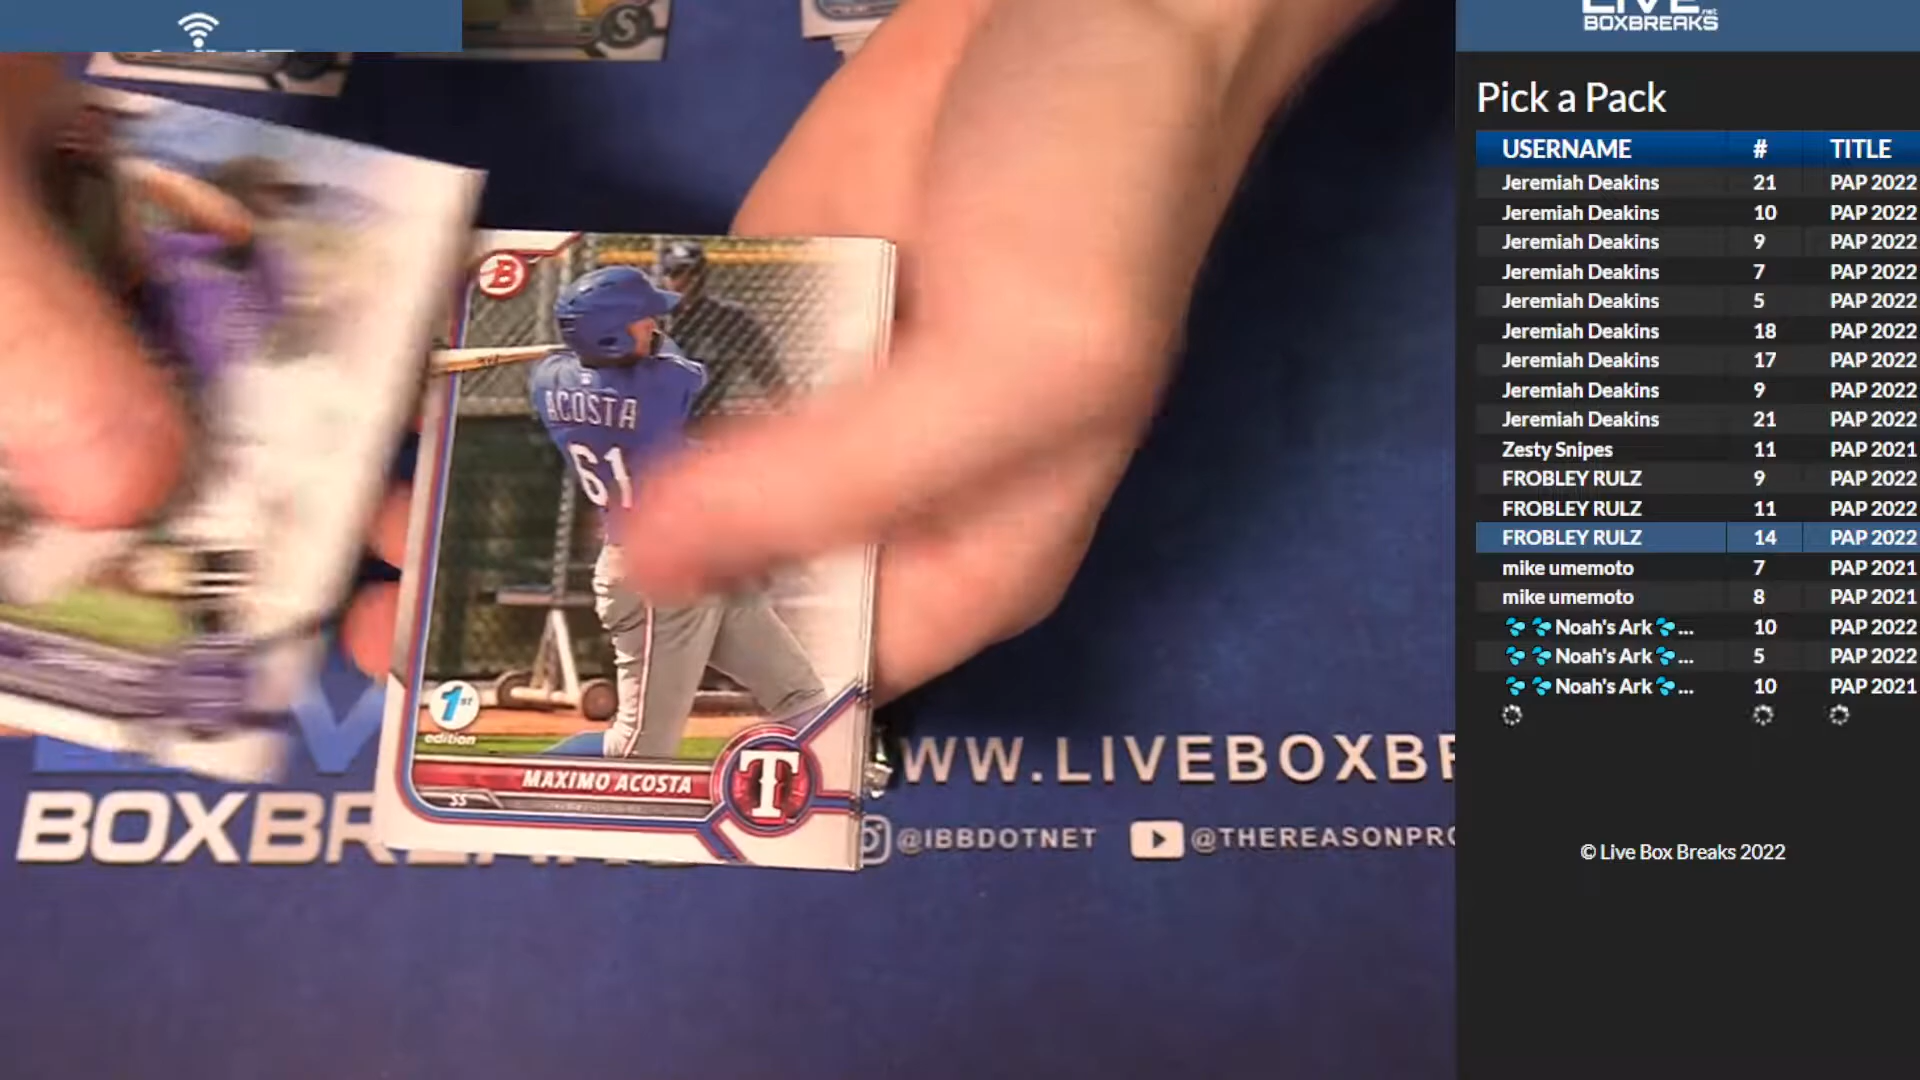 LIVE.net
BOXBREAKS
Pick a Pack
USERNAME # TITLE
Jeremiah Deakins 21 PAP 2022
Jeremiah Deakins 10 PAP 2022
Jeremiah Deakins 9 PAP 2022
Jeremiah Deakins 7 PAP 2022
Jeremiah Deakins 5 PAP 2022
Jeremiah Deakins 18 PAP 2022
Jeremiah Deakins 17 PAP 2022
Jeremiah Deakins 9 PAP 2022
Jeremiah Deakins 21 PAP 2022
Zesty Snipes 11 PAP 2021
FROBLEY RULZ 9 PAP 2022
FROBLEY RULZ 11 PAP 2022
FROBLEY RULZ 14 PAP 2022
mike umemoto 7 PAP 2021
mike umemoto 8 PAP 2021
💦💦Noah's Ark💦... 10 PAP 2022
💦💦Noah's Ark💦... 5 PAP 2022
💦💦Noah's Ark💦... 10 PAP 2021
© Live Box Breaks 2022
S
B
ACOSTA
61
1st
edition
MAXIMO ACOSTA
SS
T
WW.LIVEBOXB
BOXBR
@IBBDOTNET @THEREASONPR